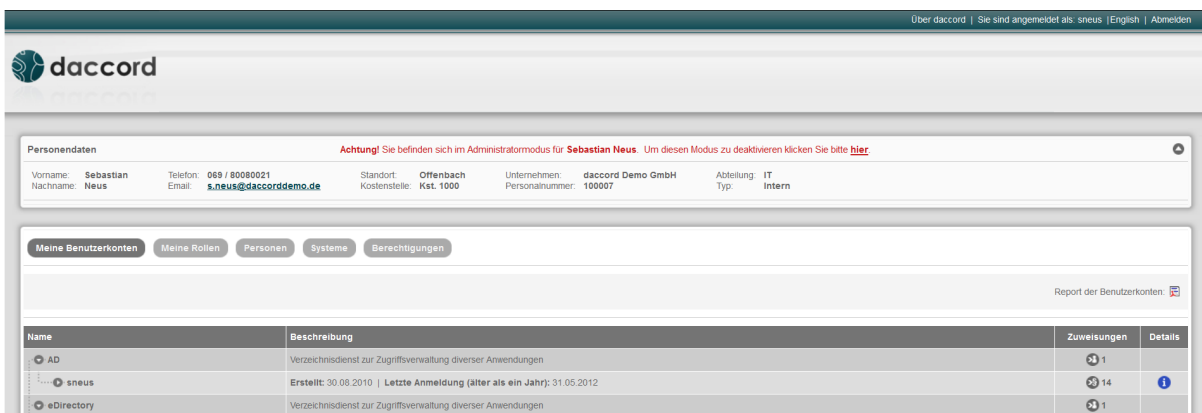 Über daccord | Sie sind angemeldet als: sneus |English | Abmelden
daccord
Personendaten Achtung! Sie befinden sich im Administratormodus für Sebastian Neus. Um diesen Modus zu deaktivieren klicken Sie bitte hier.
Vorname: Sebastian Telefon: 069 / 80080021 Standort: Offenbach Unternehmen: daccord Demo GmbH Abteilung: IT
Nachname: Neus Email: s.neus@daccorddemo.de Kostenstelle: Kst. 1000 Personalnummer: 100007 Typ: Intern
Meine Benutzerkonten Meine Rollen Personen Systeme Berechtigungen
Report der Benutzerkonten:
Name Beschreibung Zuweisungen Details
AD Verzeichnisdienst zur Zugriffsverwaltung diverser Anwendungen 1
sneus Erstellt: 30.08.2010 | Letzte Anmeldung (älter als ein Jahr): 31.05.2012 14
eDirectory Verzeichnisdienst zur Zugriffsverwaltung diverser Anwendungen 1